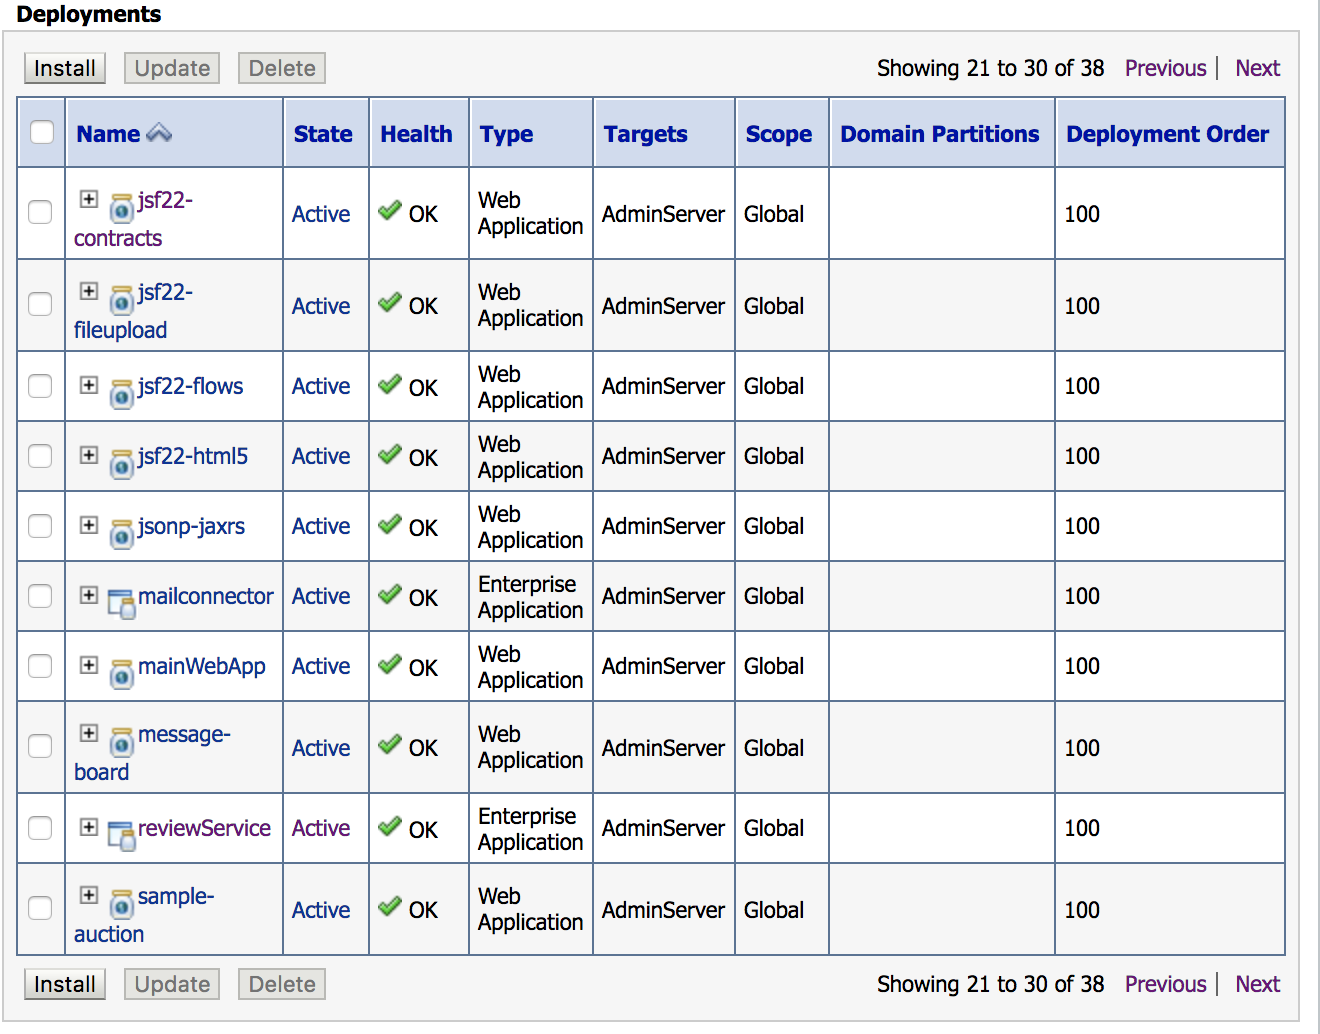 Deployments
Install Update Delete Showing 21 to 30 of 38 Previous | Next
Name State Health Type Targets Scope Domain Partitions Deployment Order
jsf22-
contracts Active OK Web
Application AdminServer Global 100
jsf22-
fileupload Active OK Web
Application AdminServer Global 100
jsf22-flows Active OK Web
Application AdminServer Global 100
jsf22-html5 Active OK Web
Application AdminServer Global 100
jsonp-jaxrs Active OK Web
Application AdminServer Global 100
mailconnector Active OK Enterprise
Application AdminServer Global 100
mainWebApp Active OK Web
Application AdminServer Global 100
message-
board Active OK Web
Application AdminServer Global 100
reviewService Active OK Enterprise
Application AdminServer Global 100
sample-
auction Active OK Web
Application AdminServer Global 100
Install Update Delete Showing 21 to 30 of 38 Previous | Next